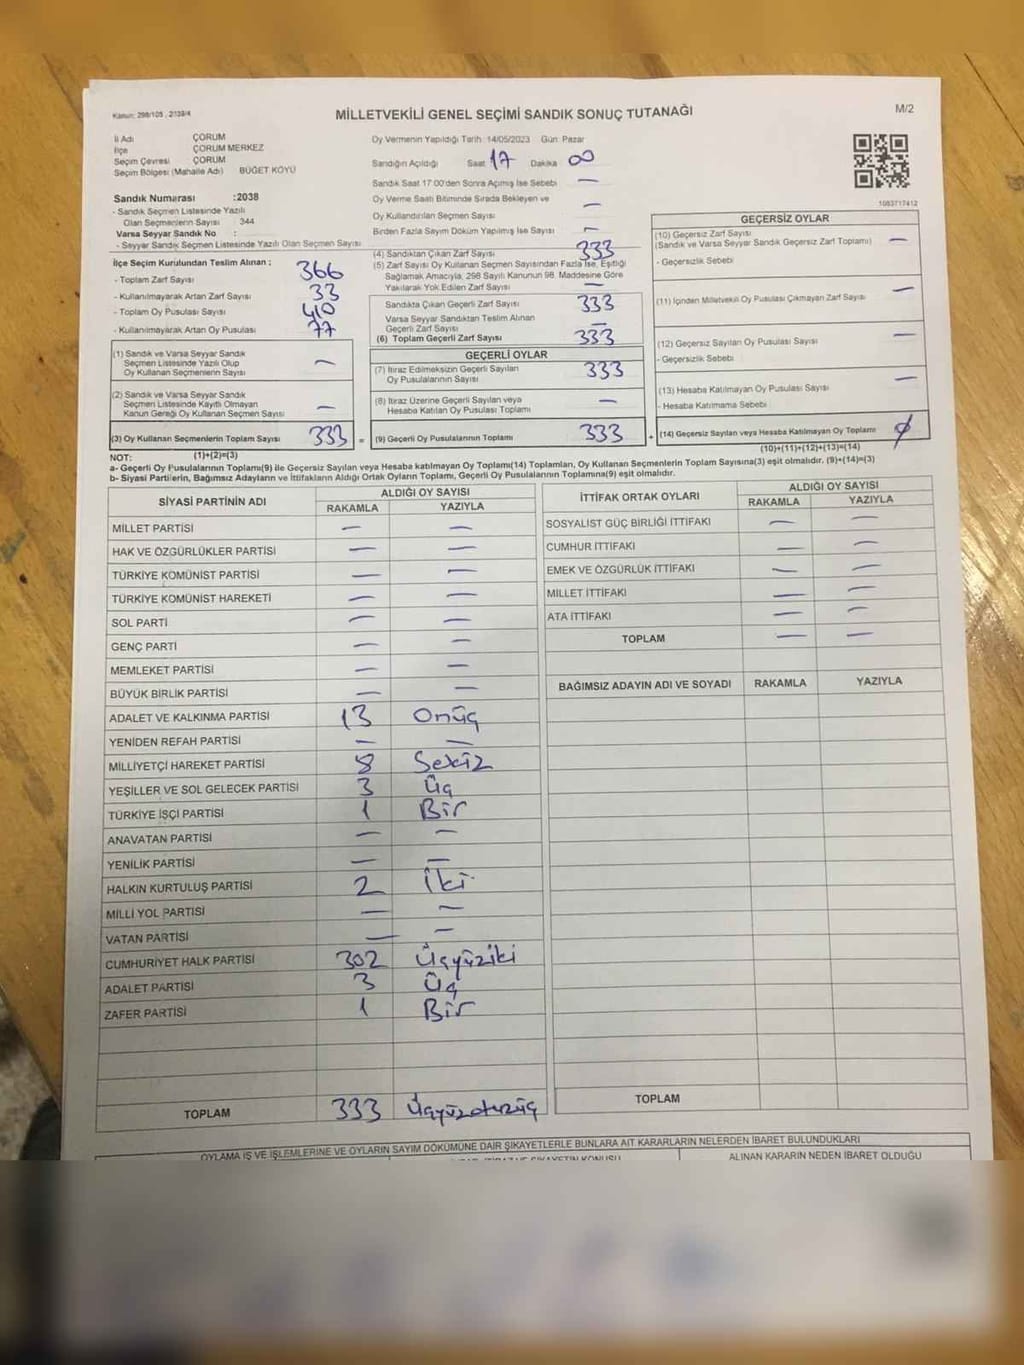 Kanun: 298/105 , 2139/4
MİLLETVEKİLİ GENEL SEÇİMİ SANDIK SONUÇ TUTANAĞI
M/2
İl Adı ÇORUM
İlçe ÇORUM MERKEZ
Seçim Çevresi ÇORUM
Seçim Bölgesi (Mahalle Adı) BÜĞET KÖYÜ
Oy Vermenin Yapıldığı Tarih: 14/05/2023 Gün: Pazar
Sandığın Açıldığı Saat 17 Dakika 00
Sandık Saat 17 00'den Sonra Açılmış İse Sebebi —
Oy Verme Saati Bitiminde Sırada Bekleyen ve
Oy Kullandırılan Seçmen Sayısı —
Birden Fazla Sayım Döküm Yapılmış İse Sayısı —
1083717412
Sandık Numarası :2038
- Sandık Seçmen Listesinde Yazılı
Olan Seçmenlerin Sayısı : 344
Varsa Seyyar Sandık No :
- Seyyar Sandık Seçmen Listesinde Yazılı Olan Seçmen Sayısı
İlçe Seçim Kurulundan Teslim Alınan :
- Toplam Zarf Sayısı 366
- Kullanılmayarak Artan Zarf Sayısı 33
- Toplam Oy Pusulası Sayısı 410
- Kullanılmayarak Artan Oy Pusulası 77
(1) Sandık ve Varsa Seyyar Sandık
Seçmen Listesinde Yazılı Olup
Oy Kullanan Seçmenlerin Sayısı —
(2) Sandık ve Varsa Seyyar Sandık
Seçmen Listesinde Kayıtlı Olmayan
Kanun Gereği Oy Kullanan Seçmen Sayısı —
(3) Oy Kullanan Seçmenlerin Toplam Sayısı 333 =
(4) Sandıktan Çıkan Zarf Sayısı 333
(5) Zarf Sayısı Oy Kullanan Seçmen Sayısından Fazla İse, Eşitliği
Sağlamak Amacıyla, 298 Sayılı Kanunun 98. Maddesine Göre
Yakılarak Yok Edilen Zarf Sayısı —
Sandıkta Çıkan Geçerli Zarf Sayısı 333
Varsa Seyyar Sandıktan Teslim Alınan
Geçerli Zarf Sayısı —
(6) Toplam Geçerli Zarf Sayısı 333
GEÇERLİ OYLAR
(7) İtiraz Edilmeksizin Geçerli Sayılan
Oy Pusulalarının Sayısı 333
(8) İtiraz Üzerine Geçerli Sayılan veya
Hesaba Katılan Oy Pusulası Toplamı —
(9) Geçerli Oy Pusulalarının Toplamı 333 +
GEÇERSİZ OYLAR
(10) Geçersiz Zarf Sayısı
(Sandık ve Varsa Seyyar Sandık Geçersiz Zarf Toplamı) —
- Geçersizlik Sebebi
(11) İçinden Milletvekili Oy Pusulası Çıkmayan Zarf Sayısı —
(12) Geçersiz Sayılan Oy Pusulası Sayısı —
- Geçersizlik Sebebi
(13) Hesaba Katılmayan Oy Pusulası Sayısı —
- Hesaba Katılmama Sebebi
(14) Geçersiz Sayılan veya Hesaba Katılmayan Oy Toplamı
NOT: (1)+(2)=(3)
(10)+(11)+(12)+(13)=(14)
a- Geçerli Oy Pusulalarının Toplamı(9) ile Geçersiz Sayılan veya Hesaba katılmayan Oy Toplamı(14) Toplamları, Oy Kullanan Seçmenlerin Toplam Sayısına(3) eşit olmalıdır. (9)+(14)=(3)
b- Siyasi Partilerin, Bağımsız Adayların ve İttifakların Aldığı Ortak Oyların Toplamı, Geçerli Oy Pusulalarının Toplamına(9) eşit olmalıdır.
SİYASİ PARTİNİN ADI ALDIĞI OY SAYISI
RAKAMLA YAZIYLA
MİLLET PARTİSİ — —
HAK VE ÖZGÜRLÜKLER PARTİSİ — —
TÜRKİYE KOMÜNİST PARTİSİ — —
TÜRKİYE KOMÜNİST HAREKETİ — —
SOL PARTİ — —
GENÇ PARTİ — —
MEMLEKET PARTİSİ — —
BÜYÜK BİRLİK PARTİSİ — —
ADALET VE KALKINMA PARTİSİ 13 Onüç
YENİDEN REFAH PARTİSİ — —
MİLLİYETÇİ HAREKET PARTİSİ 8 Sekiz
YEŞİLLER VE SOL GELECEK PARTİSİ 3 Üç
TÜRKİYE İŞÇİ PARTİSİ 1 Bir
ANAVATAN PARTİSİ — —
YENİLİK PARTİSİ — —
HALKIN KURTULUŞ PARTİSİ 2 İki
MİLLİ YOL PARTİSİ — —
VATAN PARTİSİ — —
CUMHURİYET HALK PARTİSİ 302 Üçyüziki
ADALET PARTİSİ 3 Üç
ZAFER PARTİSİ 1 Bir
TOPLAM 333 Üçyüzotuzüç
İTTİFAK ORTAK OYLARI ALDIĞI OY SAYISI
RAKAMLA YAZIYLA
SOSYALİST GÜÇ BİRLİĞİ İTTİFAKI — —
CUMHUR İTTİFAKI — —
EMEK VE ÖZGÜRLÜK İTTİFAKI — —
MİLLET İTTİFAKI — —
ATA İTTİFAKI — —
TOPLAM — —
BAĞIMSIZ ADAYIN ADI VE SOYADI RAKAMLA YAZIYLA
TOPLAM
OYLAMA İŞ VE İŞLEMLERİNE VE OYLARIN SAYIM DÖKÜMÜNE DAİR ŞİKAYETLERLE BUNLARA AİT KARARLARIN NELERDEN İBARET BULUNDUKLARI
ALINAN KARARIN NEDEN İBARET OLDUĞU